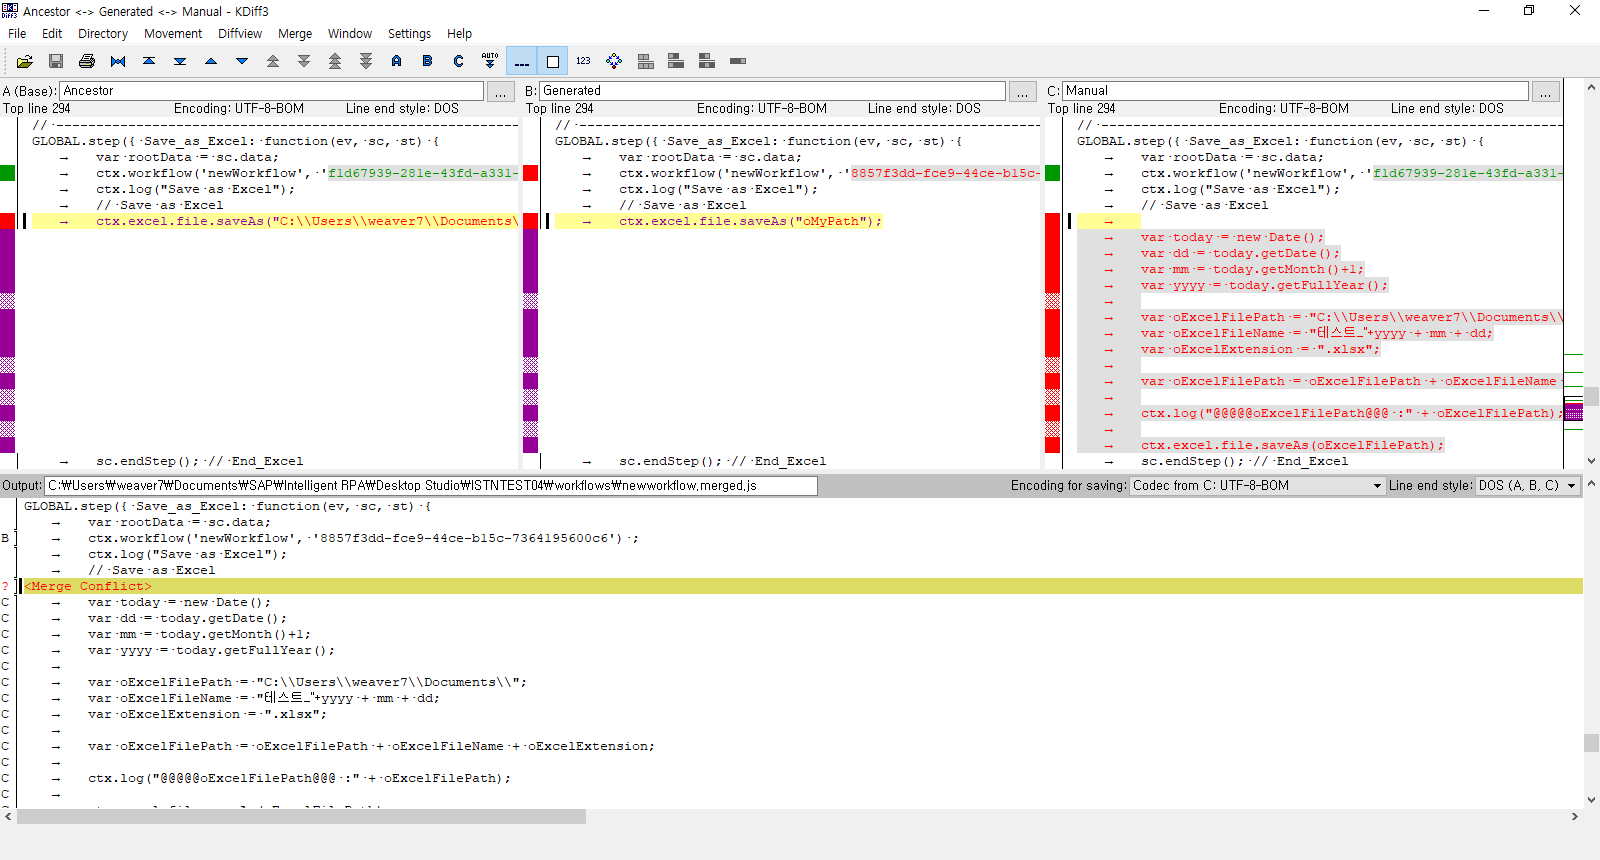 Ancestor <-> Generated <-> Manual - KDiff3
File Edit Directory Movement Diffview Merge Window Settings Help
A B C AUTO 123
A (Base): Ancestor ...
Top line 294 Encoding: UTF-8-BOM Line end style: DOS
// ----------------------------------------------------------------
GLOBAL.step({ Save_as_Excel: function(ev, sc, st) {
→ var rootData = sc.data;
→ ctx.workflow('newWorkflow', 'f1d67939-281e-43fd-a331-
→ ctx.log("Save as Excel");
→ // Save as Excel
→ ctx.excel.file.saveAs("C:\\Users\\weaver7\\Documents\
→ sc.endStep(); // End_Excel
B: Generated ...
Top line 294 Encoding: UTF-8-BOM Line end style: DOS
// ----------------------------------------------------------------
GLOBAL.step({ Save_as_Excel: function(ev, sc, st) {
→ var rootData = sc.data;
→ ctx.workflow('newWorkflow', '8857f3dd-fce9-44ce-b15c-
→ ctx.log("Save as Excel");
→ // Save as Excel
→ ctx.excel.file.saveAs("oMyPath");
→ sc.endStep(); // End_Excel
C: Manual ...
Top line 294 Encoding: UTF-8-BOM Line end style: DOS
// ----------------------------------------------------------------
GLOBAL.step({ Save_as_Excel: function(ev, sc, st) {
→ var rootData = sc.data;
→ ctx.workflow('newWorkflow', 'f1d67939-281e-43fd-a331-
→ ctx.log("Save as Excel");
→ // Save as Excel
→
→ var today = new Date();
→ var dd = today.getDate();
→ var mm = today.getMonth()+1;
→ var yyyy = today.getFullYear();
→
→ var oExcelFilePath = "C:\\Users\\weaver7\\Documents\\
→ var oExcelFileName = "테스트_"+yyyy + mm + dd;
→ var oExcelExtension = ".xlsx";
→
→ var oExcelFilePath = oExcelFilePath + oExcelFileName
→
→ ctx.log("@@@@@oExcelFilePath@@@ :" + oExcelFilePath);
→
→ ctx.excel.file.saveAs(oExcelFilePath);
→ sc.endStep(); // End_Excel
Output: C:₩Users₩weaver7₩Documents₩SAP₩Intelligent RPA₩Desktop Studio₩ISTNTEST04₩workflows₩newworkflow.merged.js Encoding for saving: Codec from C: UTF-8-BOM Line end style: DOS (A, B, C)
GLOBAL.step({ Save_as_Excel: function(ev, sc, st) {
→ var rootData = sc.data;
B → ctx.workflow('newWorkflow', '8857f3dd-fce9-44ce-b15c-7364195600c6') ;
→ ctx.log("Save as Excel");
→ // Save as Excel
? <Merge Conflict>
C → var today = new Date();
C → var dd = today.getDate();
C → var mm = today.getMonth()+1;
C → var yyyy = today.getFullYear();
C →
C → var oExcelFilePath = "C:\\Users\\weaver7\\Documents\\";
C → var oExcelFileName = "테스트_"+yyyy + mm + dd;
C → var oExcelExtension = ".xlsx";
C →
C → var oExcelFilePath = oExcelFilePath + oExcelFileName + oExcelExtension;
C →
C → ctx.log("@@@@@oExcelFilePath@@@ :" + oExcelFilePath);
C →